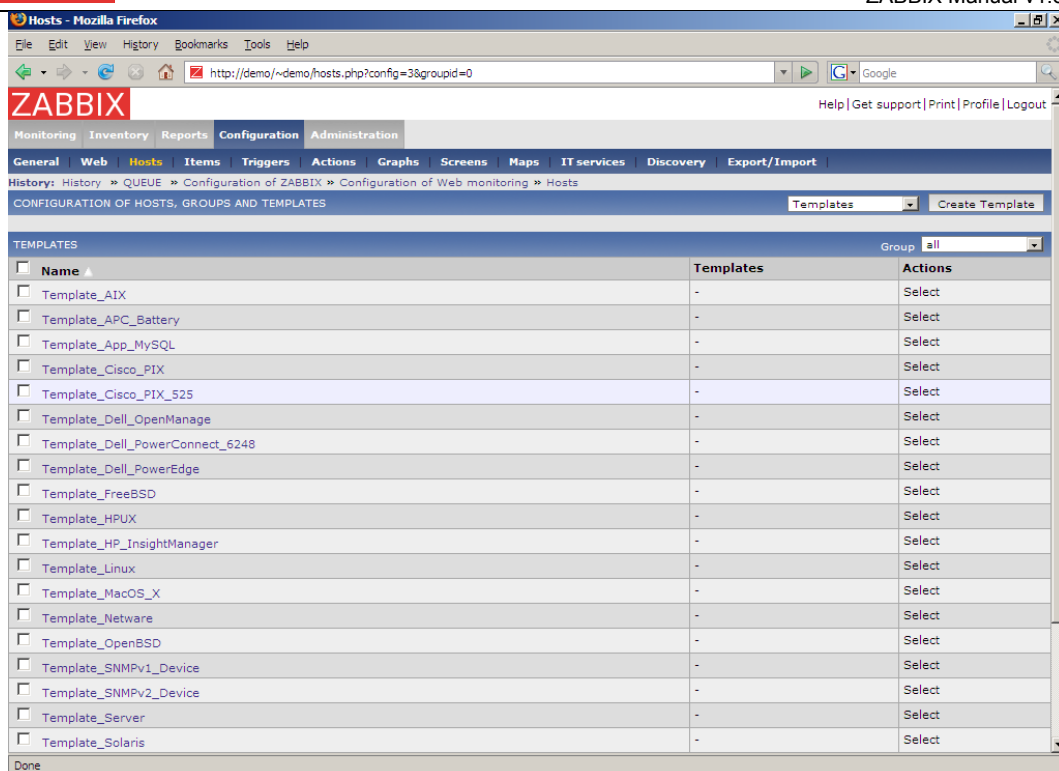 Hosts - Mozilla Firefox
File Edit View History Bookmarks Tools Help
http://demo/~demo/hosts.php?config=3&groupid=0 G Google
ZABBIX Help|Get support|Print|Profile|Logout
Monitoring Inventory Reports Configuration Administration
General Web Hosts Items Triggers Actions Graphs Screens Maps IT services Discovery Export/Import
History: History » QUEUE » Configuration of ZABBIX » Configuration of Web monitoring » Hosts
CONFIGURATION OF HOSTS, GROUPS AND TEMPLATES Templates Create Template
TEMPLATES Group all
Name Templates Actions
Template_AIX - Select
Template_APC_Battery - Select
Template_App_MySQL - Select
Template_Cisco_PIX - Select
Template_Cisco_PIX_525 - Select
Template_Dell_OpenManage - Select
Template_Dell_PowerConnect_6248 - Select
Template_Dell_PowerEdge - Select
Template_FreeBSD - Select
Template_HPUX - Select
Template_HP_InsightManager - Select
Template_Linux - Select
Template_MacOS_X - Select
Template_Netware - Select
Template_OpenBSD - Select
Template_SNMPv1_Device - Select
Template_SNMPv2_Device - Select
Template_Server - Select
Template_Solaris - Select
Done